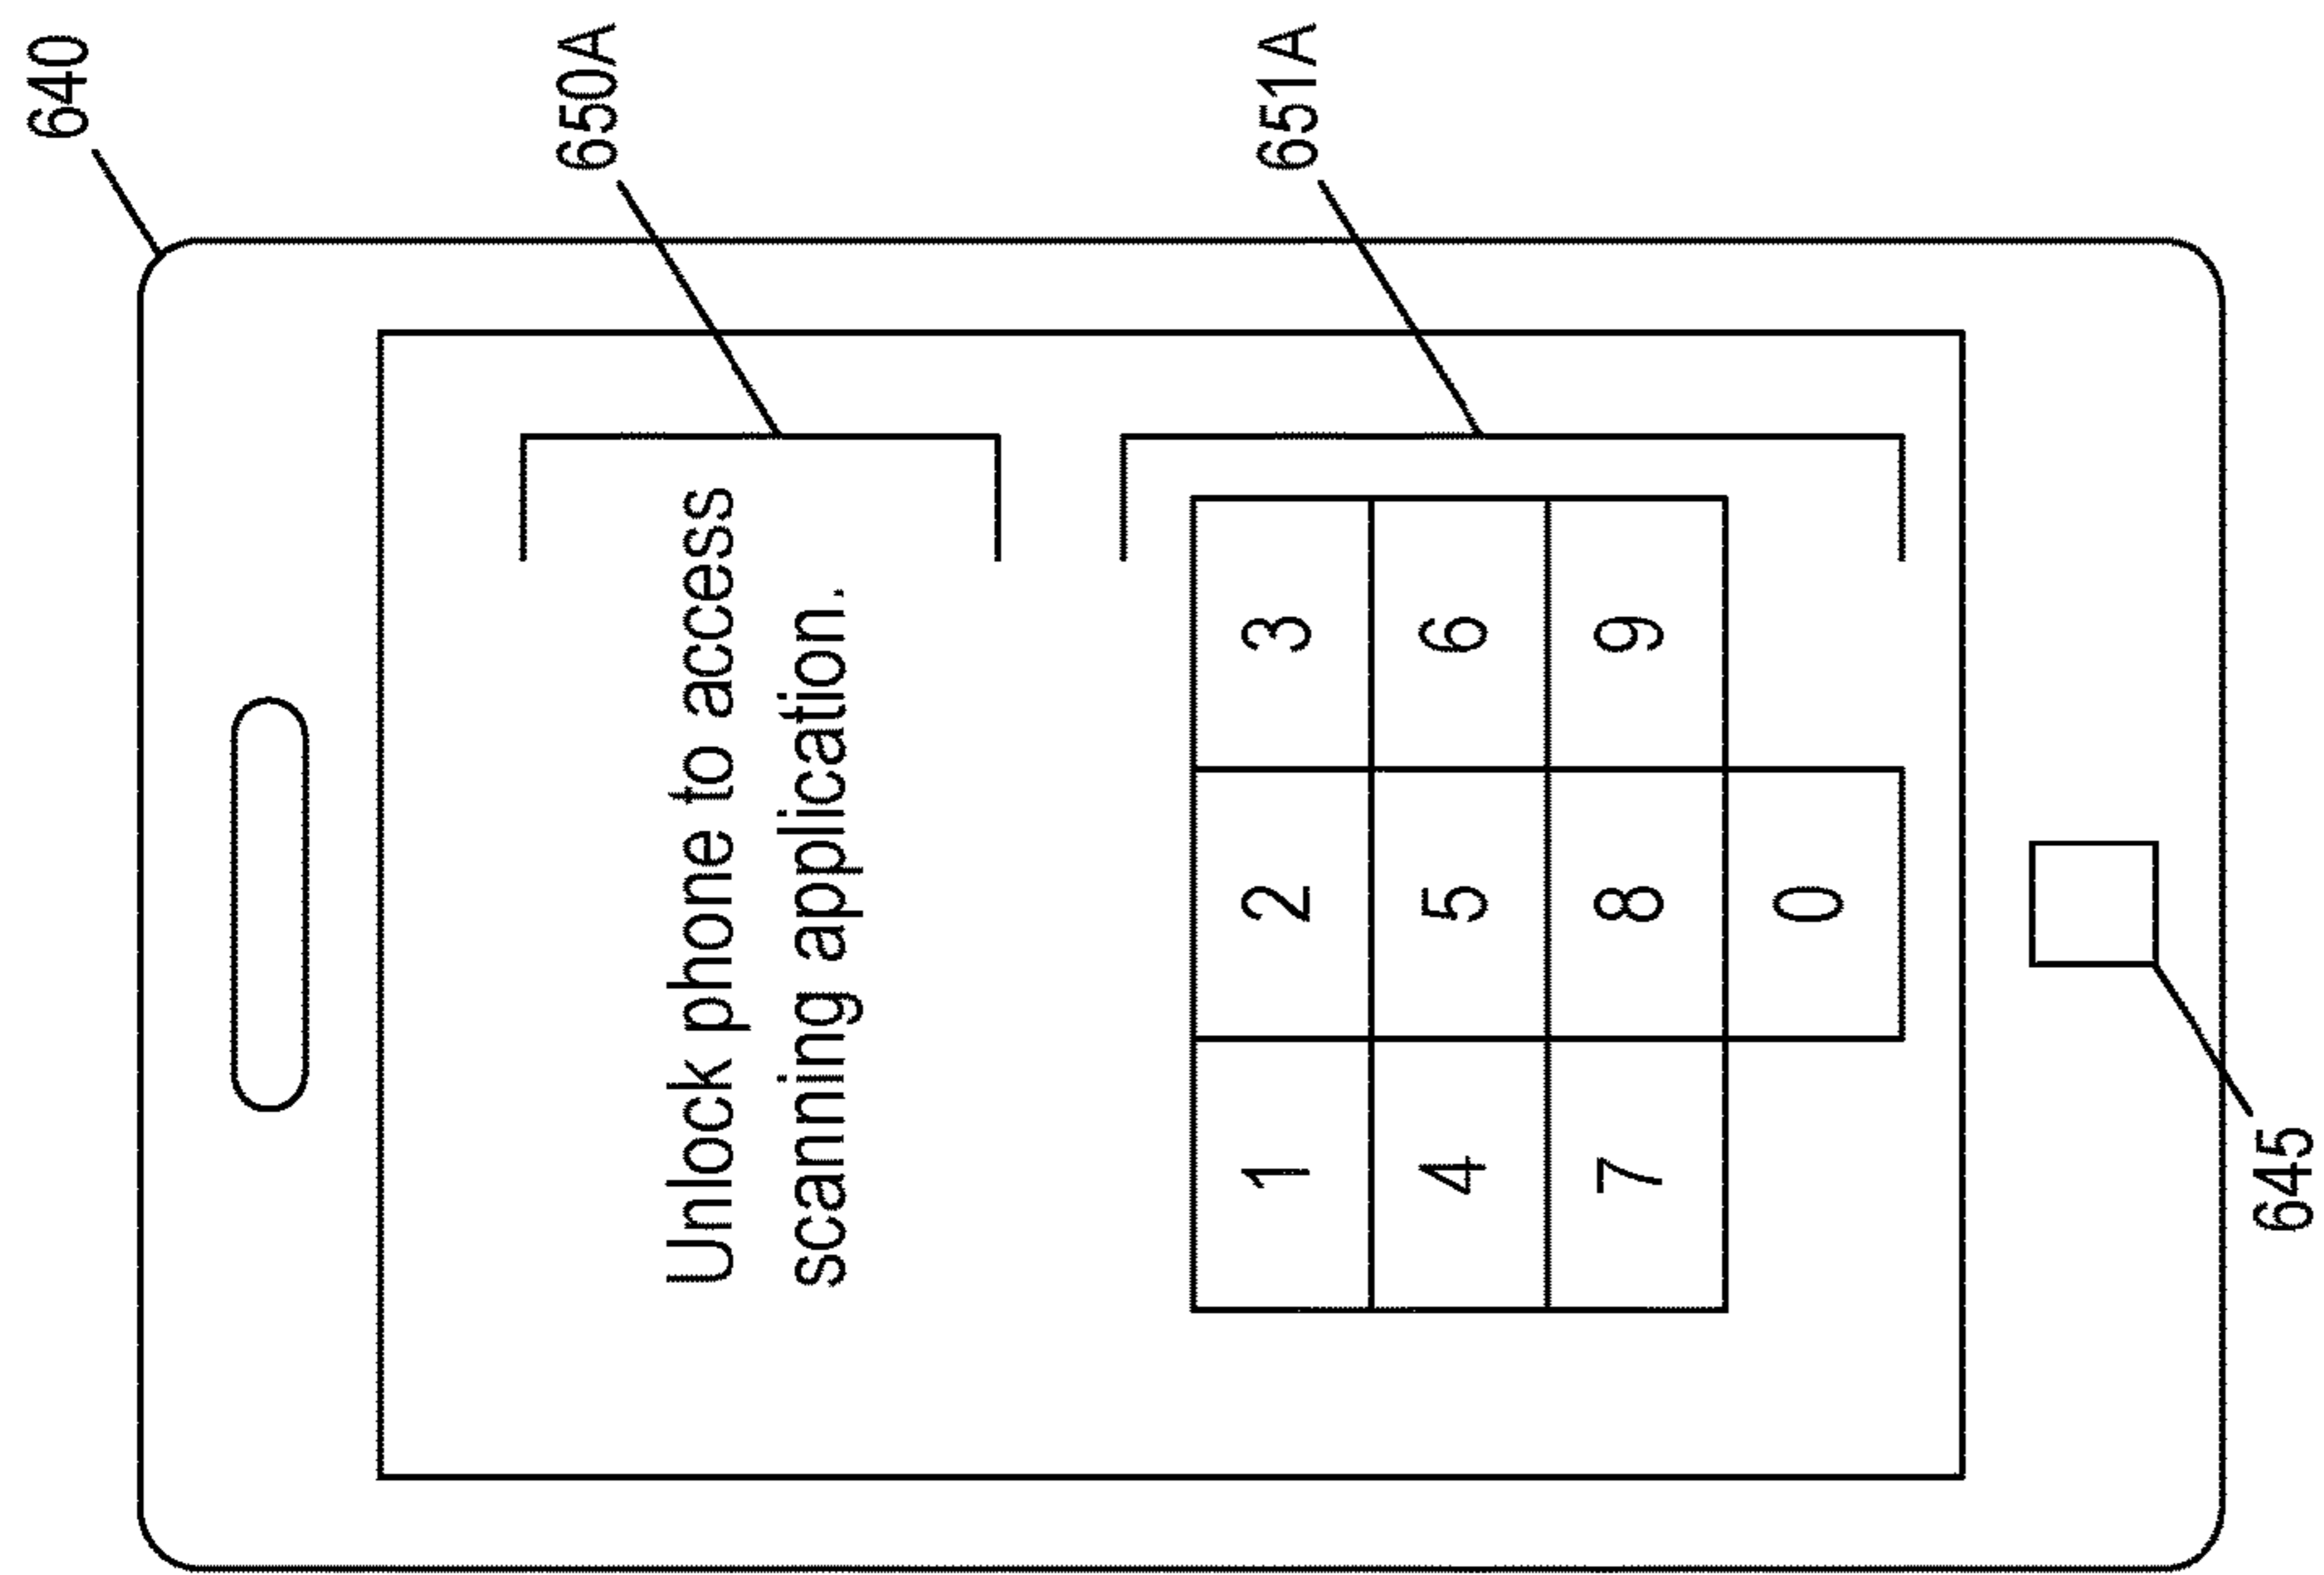 640
650A
Unlock phone to access
scanning application.
651A
1 2 3
4 5 6
7 8 9
0
645